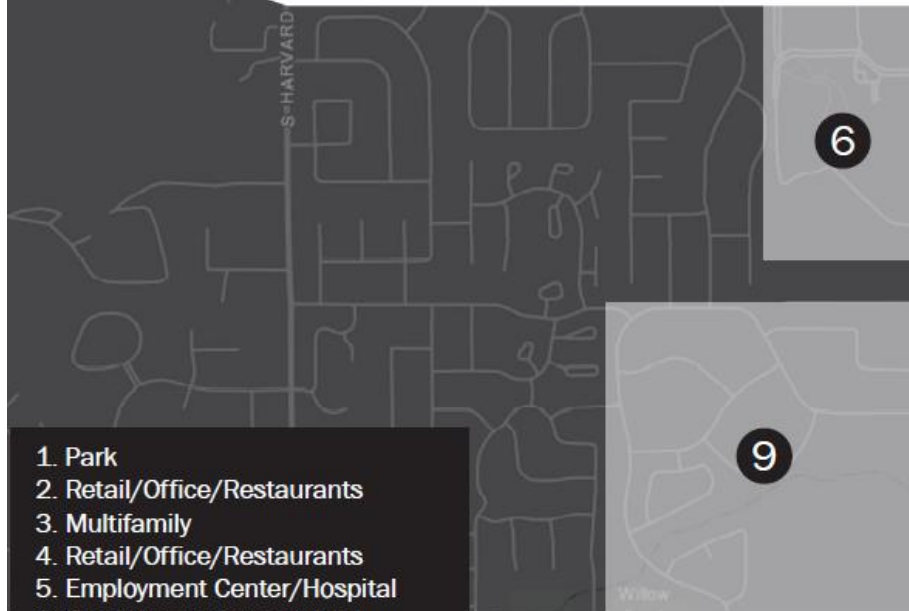 S HARVARD
6
9
1. Park
2. Retail/Office/Restaurants
3. Multifamily
4. Retail/Office/Restaurants
5. Employment Center/Hospital
Willow